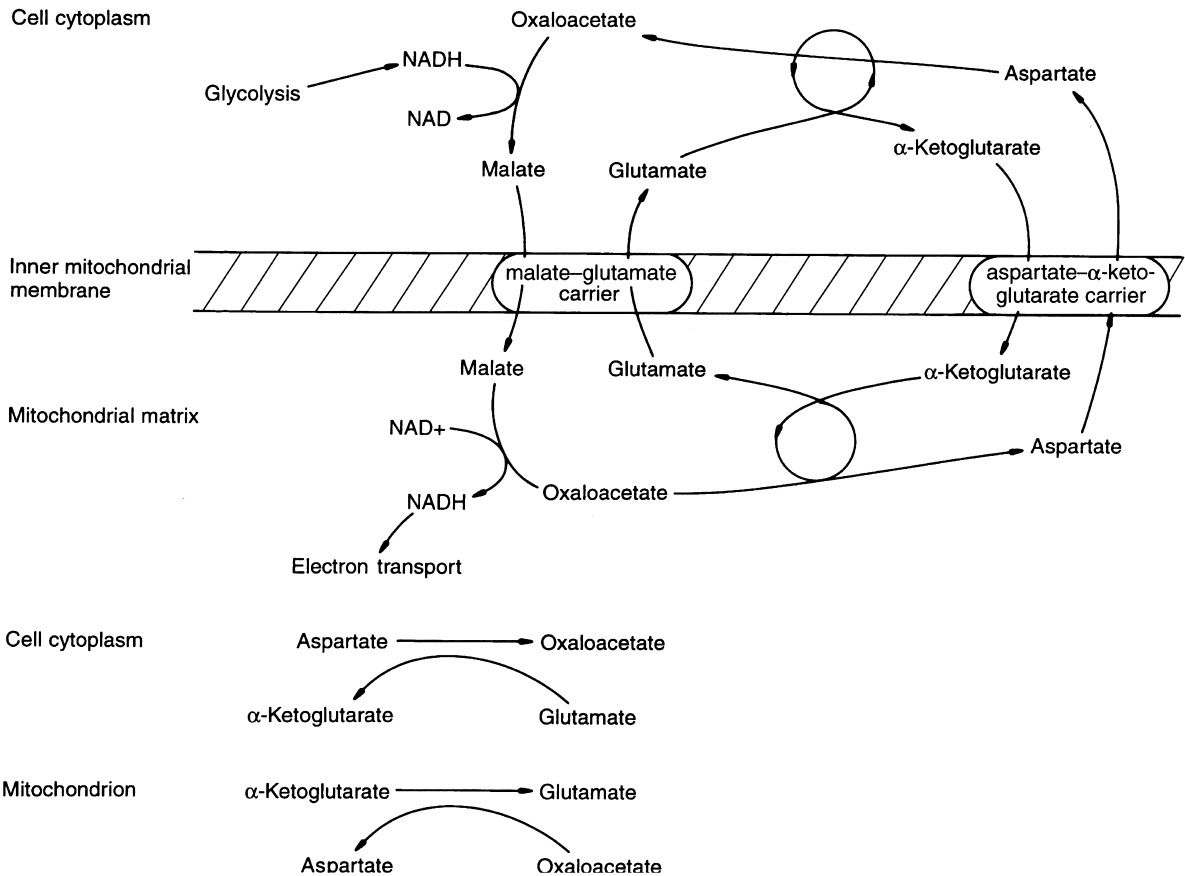 Cell cytoplasm
Oxaloacetate
NADH
Aspartate
Glycolysis
NAD
α-Ketoglutarate
Malate
Glutamate
Inner mitochondrial
membrane
malate–glutamate
carrier
aspartate–α-keto-
glutarate carrier
Malate
Glutamate
α-Ketoglutarate
Mitochondrial matrix
NAD+
Aspartate
Oxaloacetate
NADH
Electron transport
Cell cytoplasm
Aspartate
Oxaloacetate
α-Ketoglutarate
Glutamate
Mitochondrion
α-Ketoglutarate
Glutamate
Aspartate
Oxaloacetate